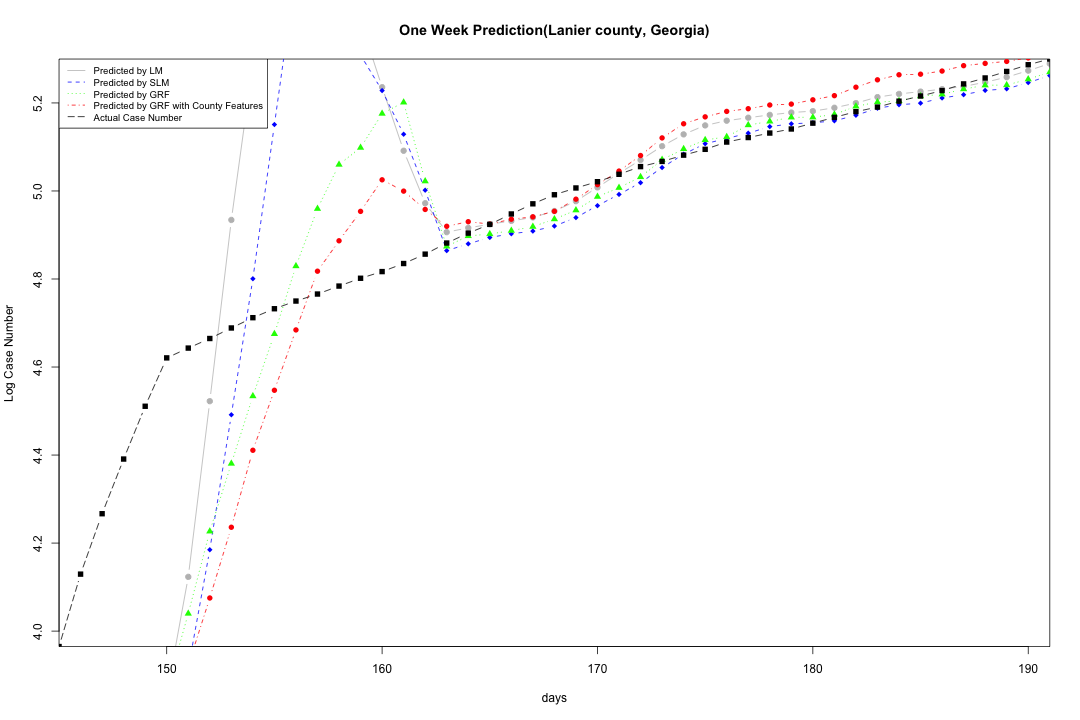 One Week Prediction(Lanier county, Georgia)
Predicted by LM
Predicted by SLM
Predicted by GRF
Predicted by GRF with County Features
Actual Case Number
Log Case Number
5.2
5.0
4.8
4.6
4.4
4.2
4.0
150 160 170 180 190
days